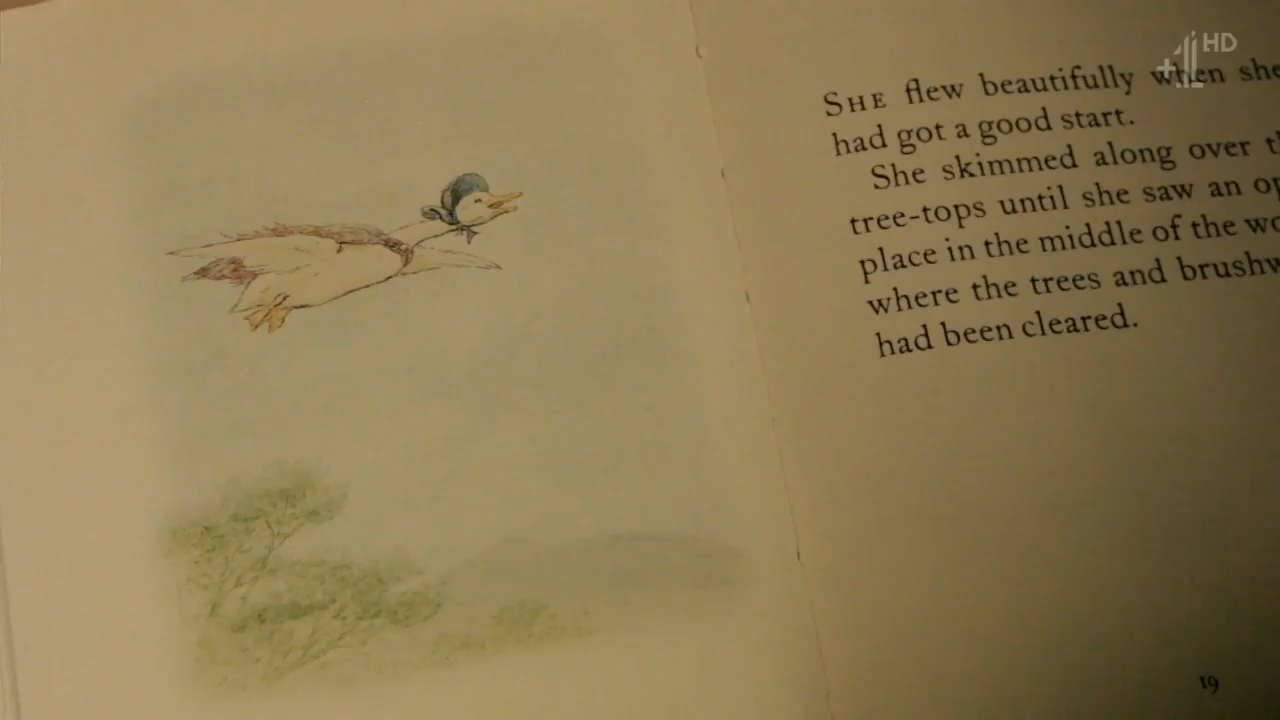 SHE flew beautifully when she
had got a good start.
She skimmed along over
tree-tops until she saw an
place in the middle of the
where the trees and
had been cleared.
19
+1 HD